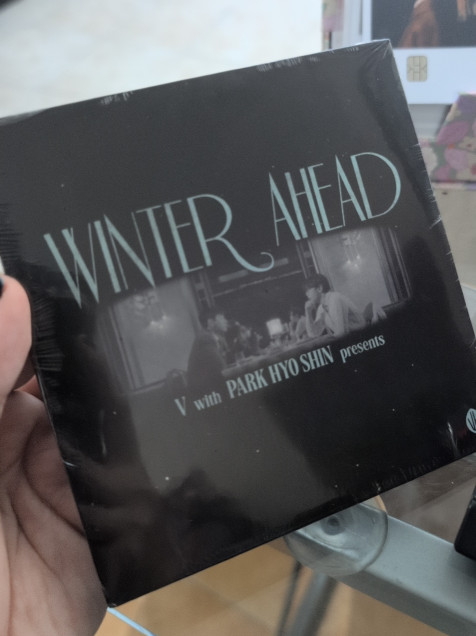 WINTER AHEAD
V with PARK HYO SHIN presents